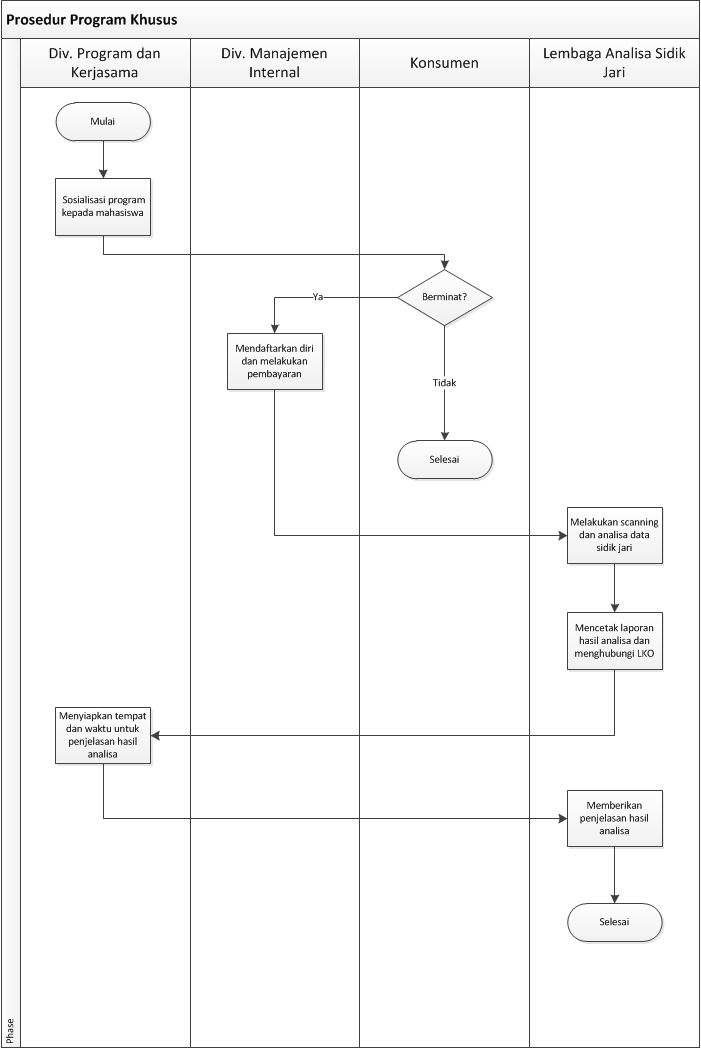 Prosedur Program Khusus
Div. Program dan
Kerjasama
Div. Manajemen
Internal
Konsumen
Lembaga Analisa Sidik
Jari
Mulai
Sosialisasi program
kepada mahasiswa
Berminat?
Ya
Mendaftarkan diri
dan melakukan
pembayaran
Tidak
Selesai
Melakukan scanning
dan analisa data
sidik jari
Mencetak laporan
hasil analisa dan
menghubungi LKO
Menyiapkan tempat
dan waktu untuk
penjelasan hasil
analisa
Memberikan
penjelasan hasil
analisa
Selesai
Phase